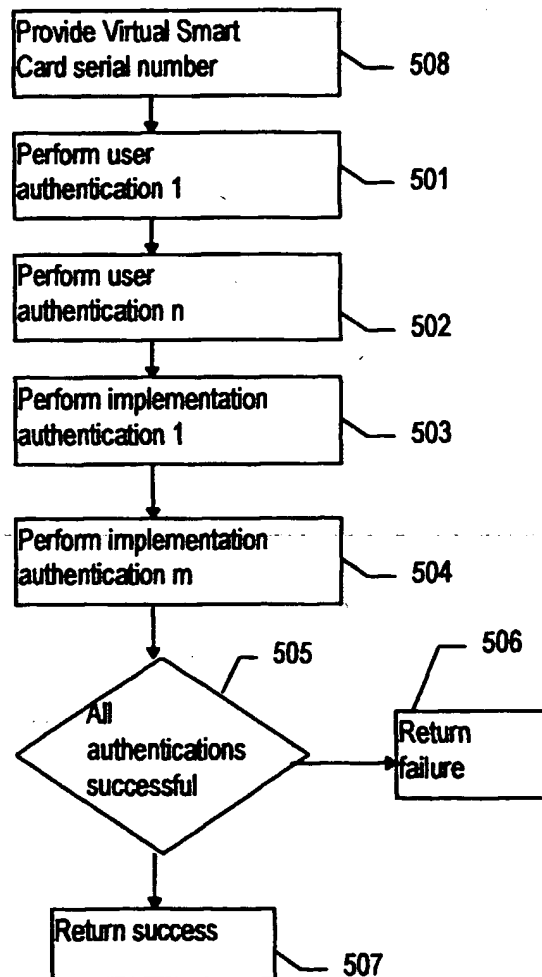 Provide Virtual Smart
Card serial number
508
Perform user
authentication 1
501
Perform user
authentication n
502
Perform implementation
authentication 1
503
Perform implementation
authentication m
504
505
All
authentications
successful
506
Return
failure
Return success
507